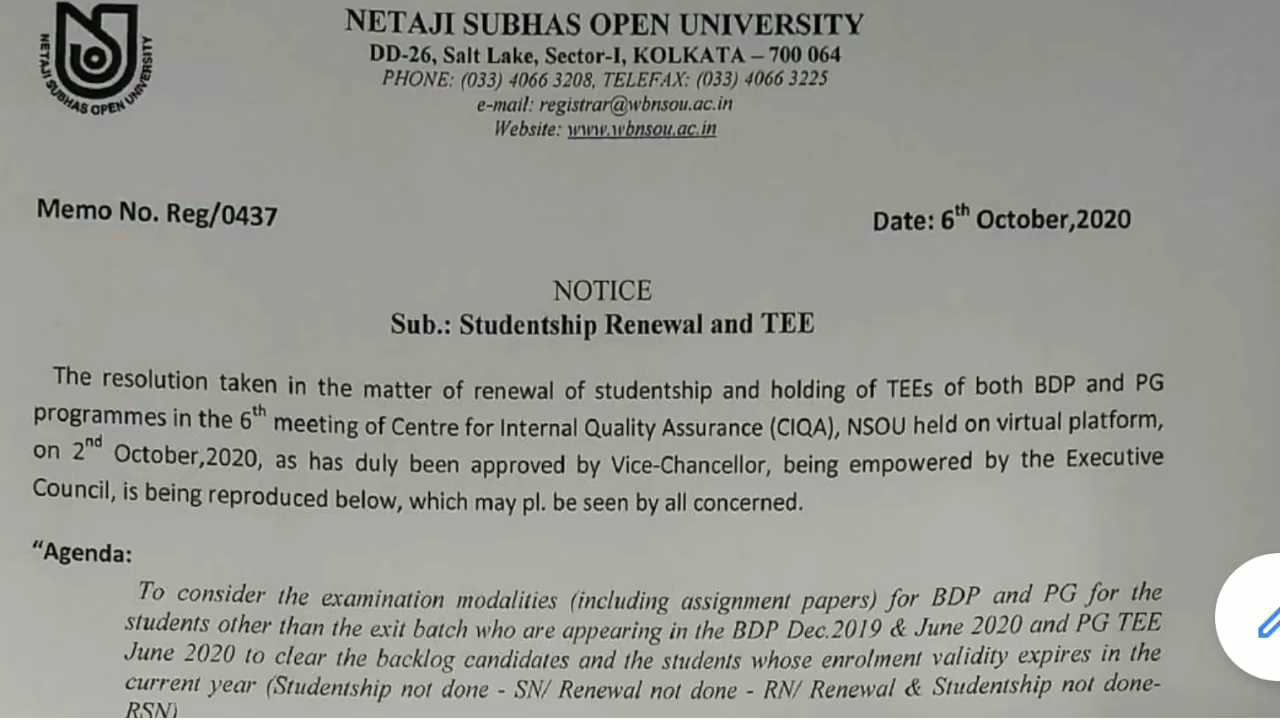 NETAJI SUBHAS OPEN UNIVERSITY
NETAJI SUBHAS OPEN UNIVERSITY
DD-26, Salt Lake, Sector-I, KOLKATA – 700 064
PHONE: (033) 4066 3208, TELEFAX: (033) 4066 3225
e-mail: registrar@wbnsou.ac.in
Website: www.wbnsou.ac.in
Memo No. Reg/0437
Date: 6th October,2020
NOTICE
Sub.: Studentship Renewal and TEE
The resolution taken in the matter of renewal of studentship and holding of TEEs of both BDP and PG
programmes in the 6th meeting of Centre for Internal Quality Assurance (CIQA), NSOU held on virtual platform,
on 2nd October,2020, as has duly been approved by Vice-Chancellor, being empowered by the Executive
Council, is being reproduced below, which may pl. be seen by all concerned.
“Agenda:
To consider the examination modalities (including assignment papers) for BDP and PG for the
students other than the exit batch who are appearing in the BDP Dec.2019 & June 2020 and PG TEE
June 2020 to clear the backlog candidates and the students whose enrolment validity expires in the
current year (Studentship not done - SN/ Renewal not done - RN/ Renewal & Studentship not done-
RSN)